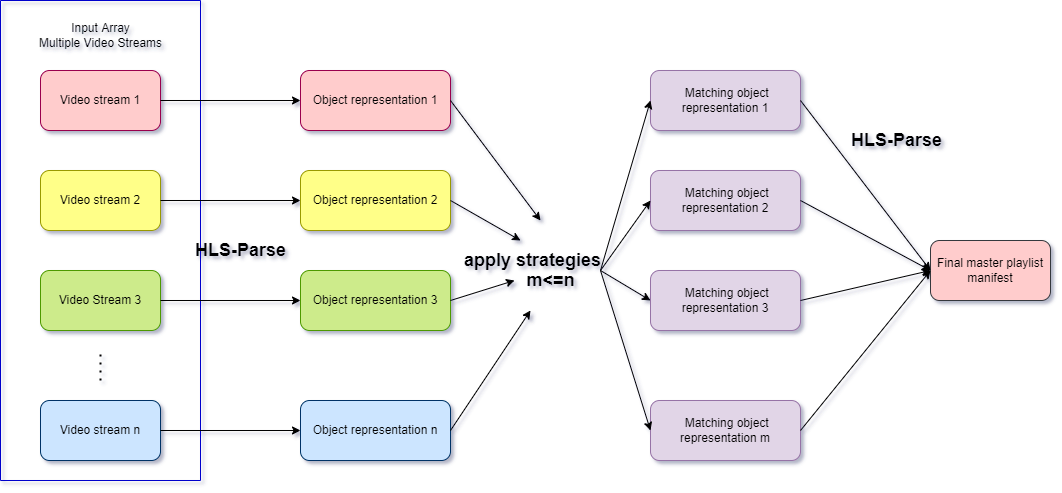 Input Array
Multiple Video Streams
Video stream 1
Object representation 1
Matching object
representation 1
HLS-Parse
Video stream 2
Object representation 2
Matching object
representation 2
HLS-Parse
apply strategies
m<=n
Final master playlist
manifest
Video Stream 3
Object representation 3
Matching object
representation 3
Video stream n
Object representation n
Matching object
representation m